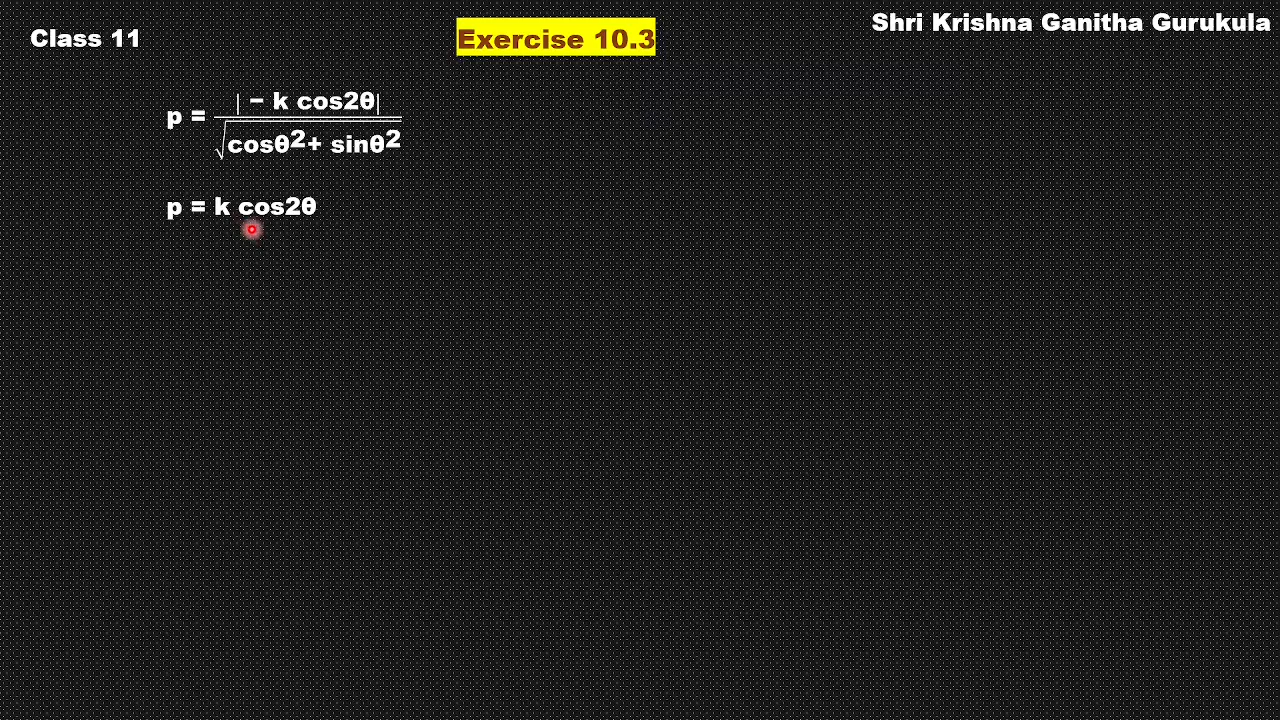 Class 11
Exercise 10.3
Shri Krishna Ganitha Gurukula
p = | − k cos2θ| / √cosθ²+ sinθ²
p = k cos2θ